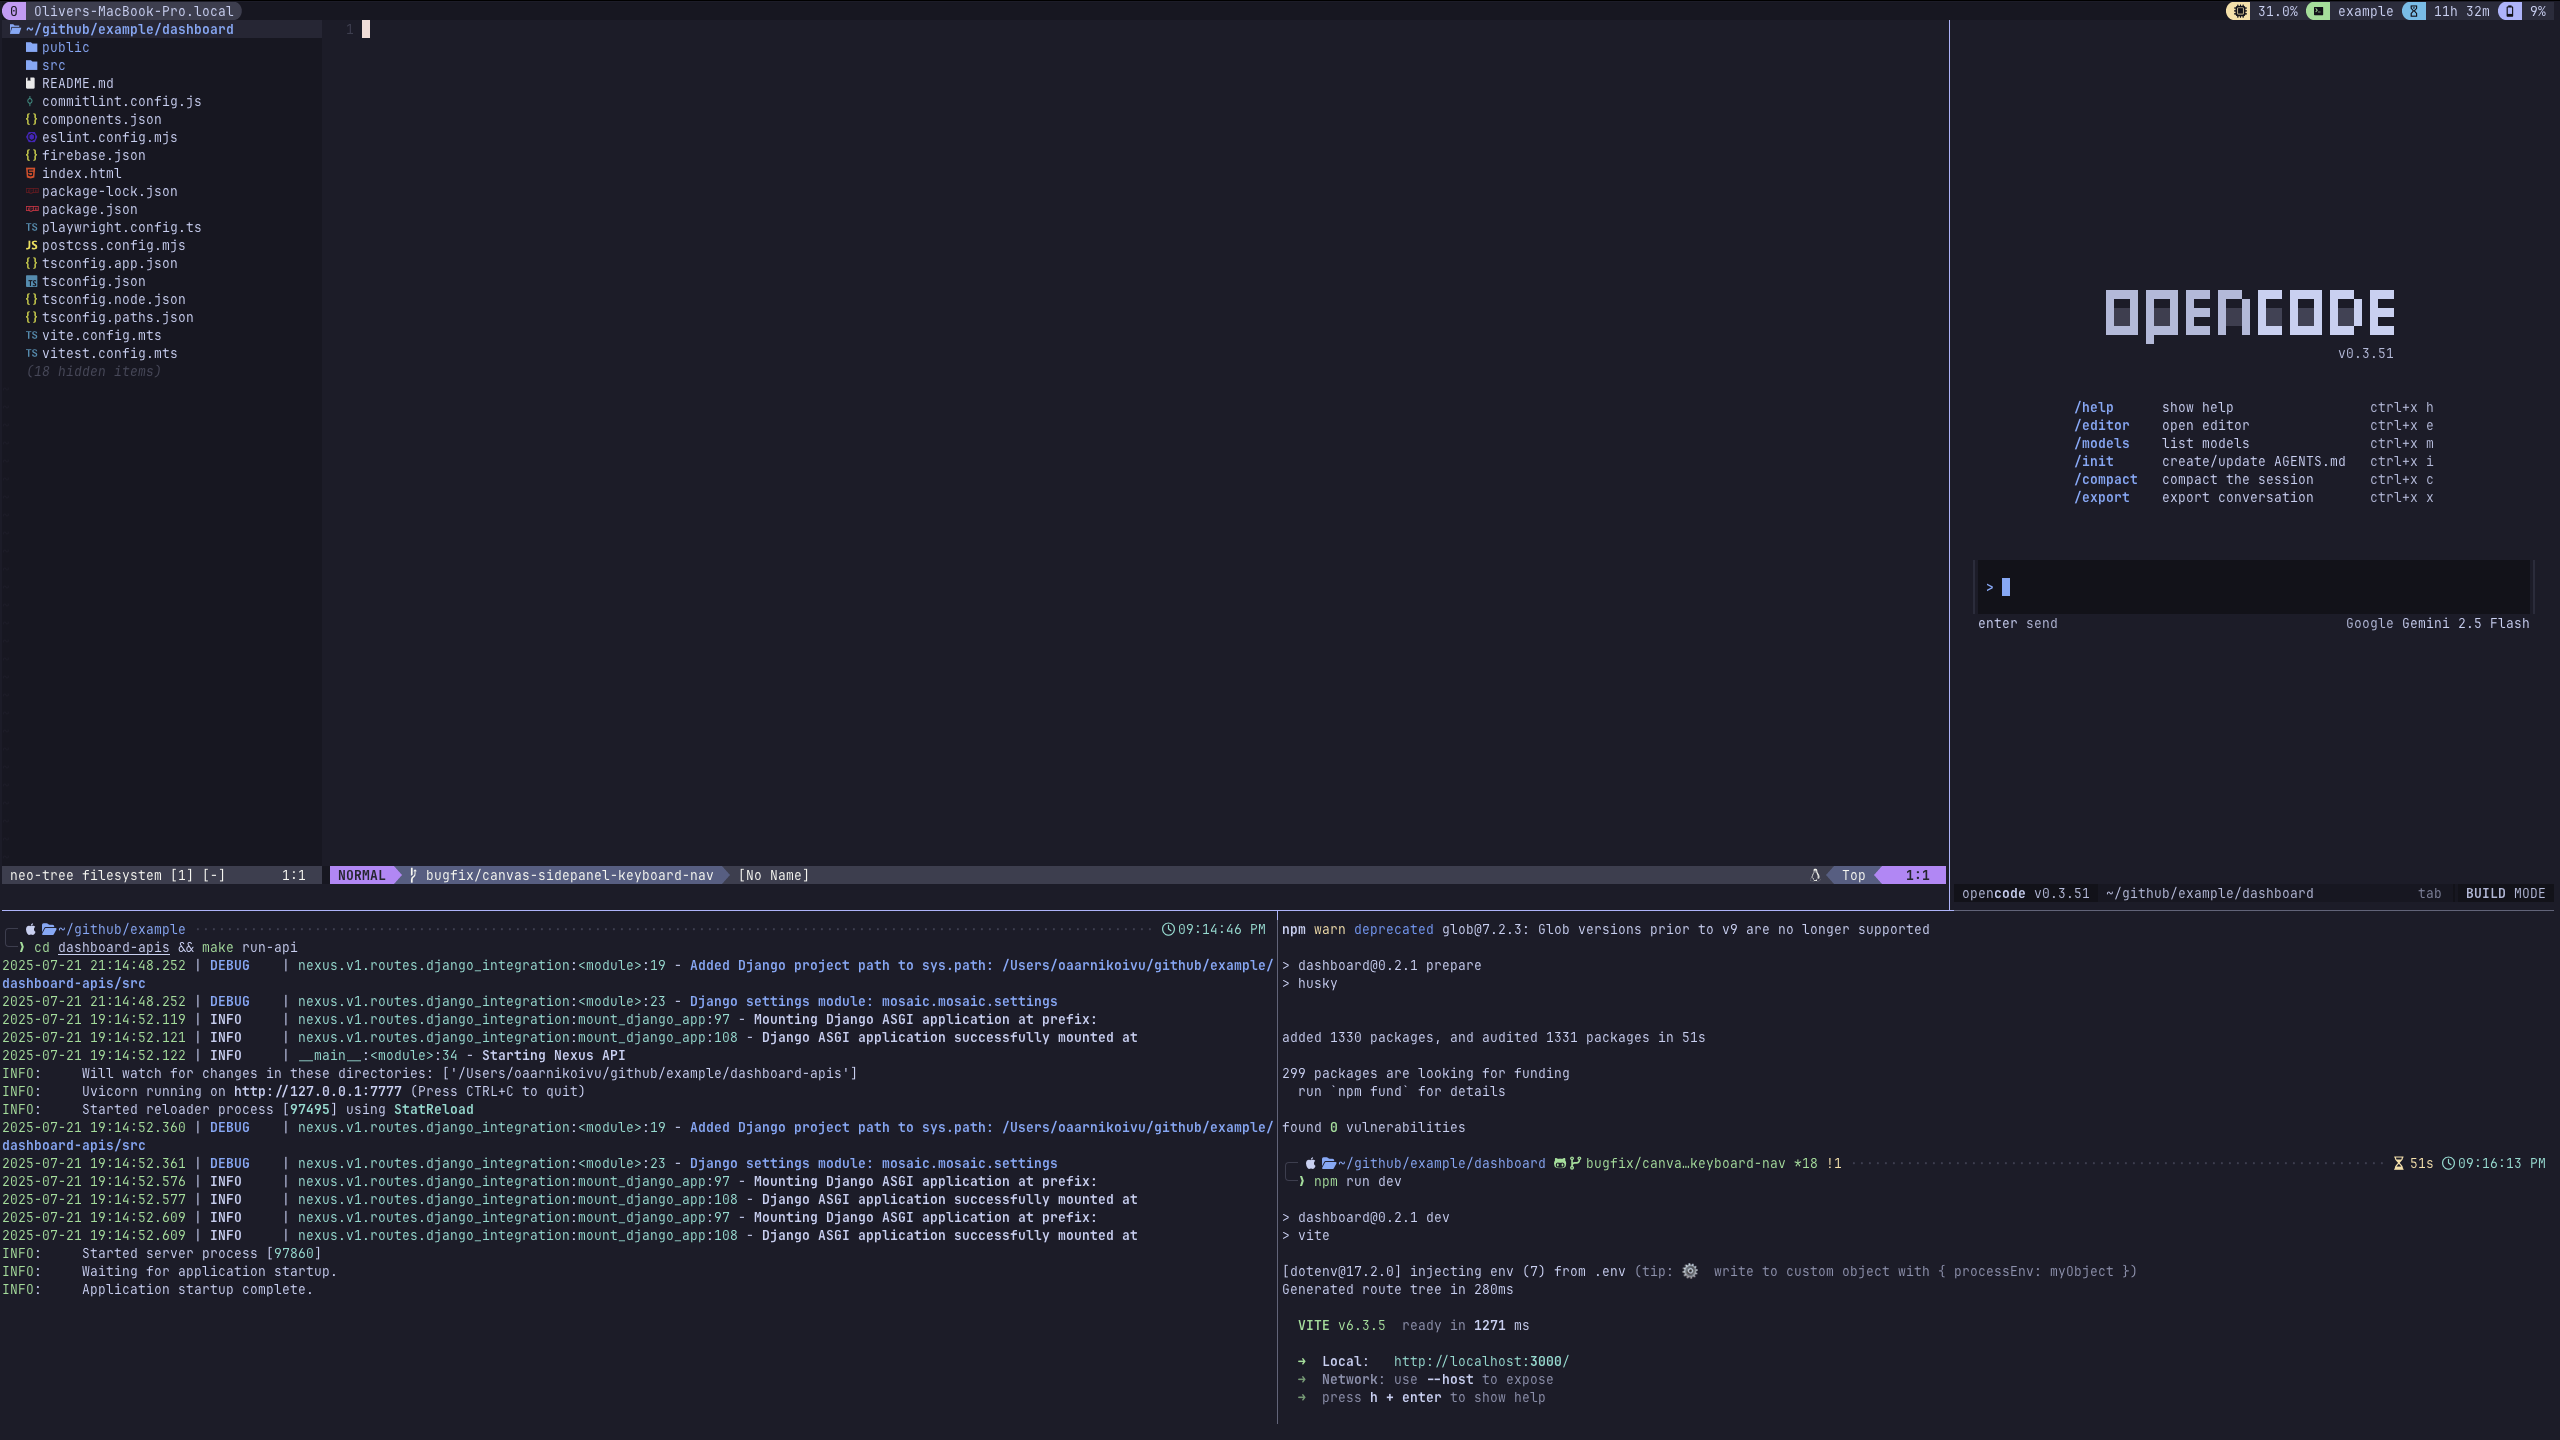 0 Olivers-MacBook-Pro.local
31.0% example 11h 32m 9%
~/github/example/dashboard
public
src
README.md
commitlint.config.js
components.json
eslint.config.mjs
firebase.json
index.html
package-lock.json
package.json
TS playwright.config.ts
JS postcss.config.mjs
tsconfig.app.json
tsconfig.json
tsconfig.node.json
tsconfig.paths.json
TS vite.config.mts
TS vitest.config.mts
(18 hidden items)
neo-tree filesystem [1] [-] 1:1
1
NORMAL bugfix/canvas-sidepanel-keyboard-nav [No Name] Top 1:1
opencode
v0.3.51
/help show help ctrl+x h
/editor open editor ctrl+x e
/models list models ctrl+x m
/init create/update AGENTS.md ctrl+x i
/compact compact the session ctrl+x c
/export export conversation ctrl+x x
>
enter send Google Gemini 2.5 Flash
opencode v0.3.51 ~/github/example/dashboard tab BUILD MODE
~/github/example 09:14:46 PM
❯ cd dashboard-apis && make run-api
2025-07-21 21:14:48.252 | DEBUG | nexus.v1.routes.django_integration:<module>:19 - Added Django project path to sys.path: /Users/oaarnikoivu/github/example/
dashboard-apis/src
2025-07-21 21:14:48.252 | DEBUG | nexus.v1.routes.django_integration:<module>:23 - Django settings module: mosaic.mosaic.settings
2025-07-21 19:14:52.119 | INFO | nexus.v1.routes.django_integration:mount_django_app:97 - Mounting Django ASGI application at prefix:
2025-07-21 19:14:52.121 | INFO | nexus.v1.routes.django_integration:mount_django_app:108 - Django ASGI application successfully mounted at
2025-07-21 19:14:52.122 | INFO | __main__:<module>:34 - Starting Nexus API
INFO: Will watch for changes in these directories: ['/Users/oaarnikoivu/github/example/dashboard-apis']
INFO: Uvicorn running on http://127.0.0.1:7777 (Press CTRL+C to quit)
INFO: Started reloader process [97495] using StatReload
2025-07-21 19:14:52.360 | DEBUG | nexus.v1.routes.django_integration:<module>:19 - Added Django project path to sys.path: /Users/oaarnikoivu/github/example/
dashboard-apis/src
2025-07-21 19:14:52.361 | DEBUG | nexus.v1.routes.django_integration:<module>:23 - Django settings module: mosaic.mosaic.settings
2025-07-21 19:14:52.576 | INFO | nexus.v1.routes.django_integration:mount_django_app:97 - Mounting Django ASGI application at prefix:
2025-07-21 19:14:52.577 | INFO | nexus.v1.routes.django_integration:mount_django_app:108 - Django ASGI application successfully mounted at
2025-07-21 19:14:52.609 | INFO | nexus.v1.routes.django_integration:mount_django_app:97 - Mounting Django ASGI application at prefix:
2025-07-21 19:14:52.609 | INFO | nexus.v1.routes.django_integration:mount_django_app:108 - Django ASGI application successfully mounted at
INFO: Started server process [97860]
INFO: Waiting for application startup.
INFO: Application startup complete.
npm warn deprecated glob@7.2.3: Glob versions prior to v9 are no longer supported
> dashboard@0.2.1 prepare
> husky
added 1330 packages, and audited 1331 packages in 51s
299 packages are looking for funding
run `npm fund` for details
found 0 vulnerabilities
~/github/example/dashboard bugfix/canva…keyboard-nav *18 !1 51s 09:16:13 PM
❯ npm run dev
> dashboard@0.2.1 dev
> vite
[dotenv@17.2.0] injecting env (7) from .env (tip: ⚙️ write to custom object with { processEnv: myObject })
Generated route tree in 280ms
VITE v6.3.5 ready in 1271 ms
➜ Local: http://localhost:3000/
➜ Network: use --host to expose
➜ press h + enter to show help